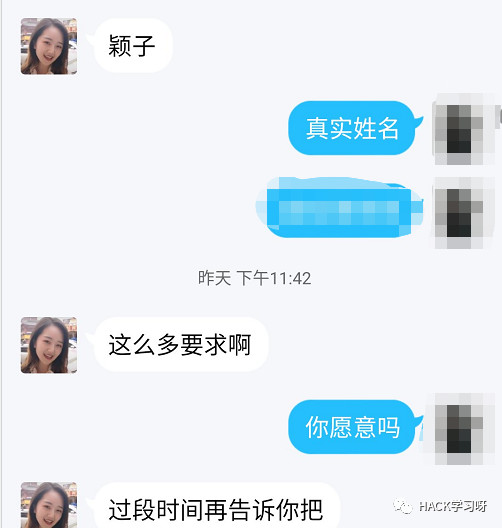 颖子
真实姓名
昨天 下午11:42
这么多要求啊
你愿意吗
过段时间再告诉你把
HACK学习呀